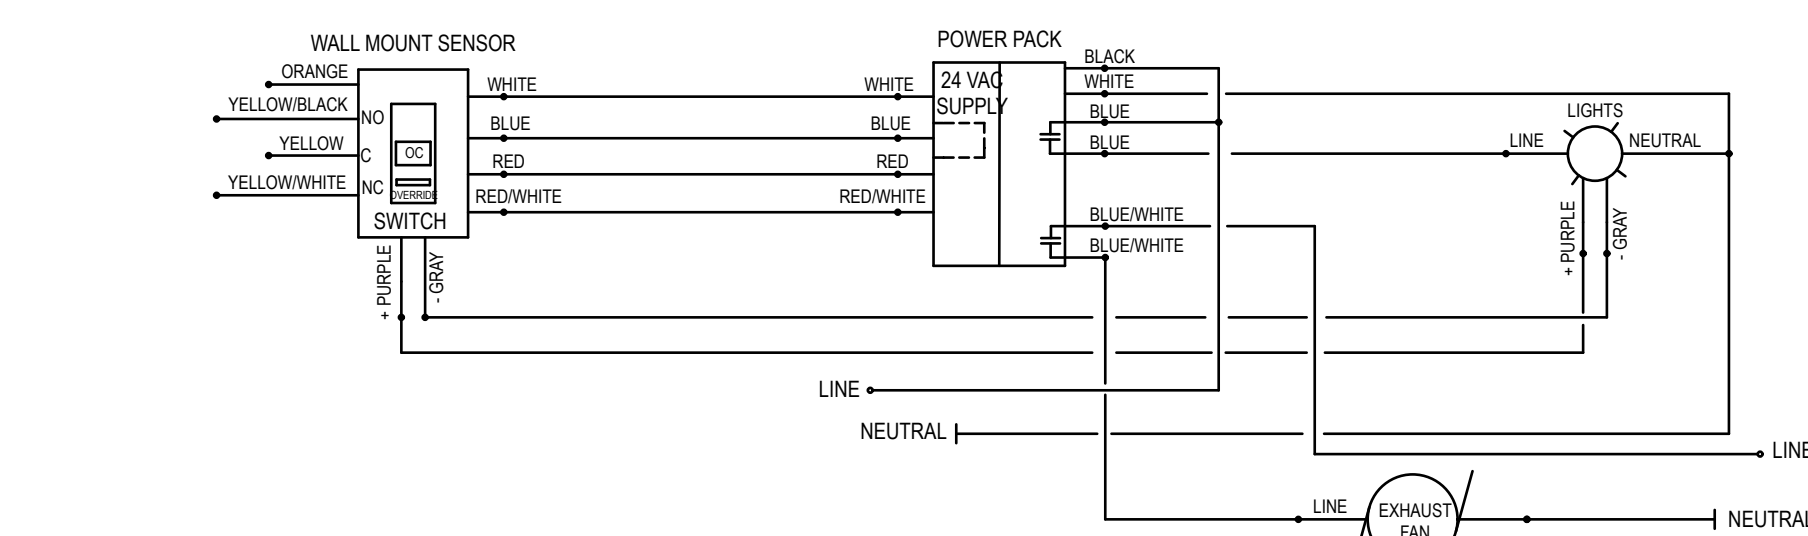 WALL MOUNT SENSOR
ORANGE
YELLOW/BLACK
NO
YELLOW
C
OC
YELLOW/WHITE
NC
OVERRIDE
SWITCH
+ PURPLE
- GRAY
WHITE
BLUE
RED
RED/WHITE
POWER PACK
WHITE
BLUE
RED
RED/WHITE
24 VAC
SUPPLY
BLACK
WHITE
BLUE
BLUE
BLUE/WHITE
BLUE/WHITE
LIGHTS
LINE
NEUTRAL
+ PURPLE
- GRAY
LINE
NEUTRAL
LINE
LINE
EXHAUST
FAN
NEUTRAL